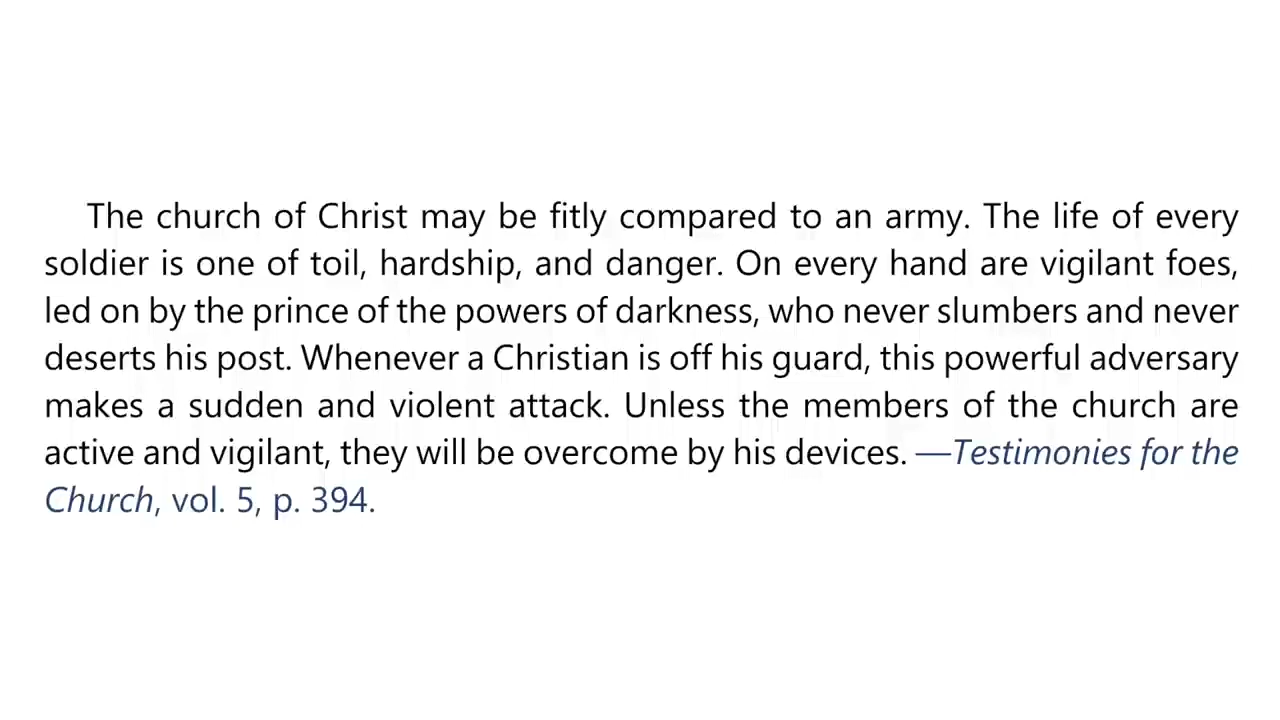 The church of Christ may be fitly compared to an army. The life of every
soldier is one of toil, hardship, and danger. On every hand are vigilant foes,
led on by the prince of the powers of darkness, who never slumbers and never
deserts his post. Whenever a Christian is off his guard, this powerful adversary
makes a sudden and violent attack. Unless the members of the church are
active and vigilant, they will be overcome by his devices. —Testimonies for the
Church, vol. 5, p. 394.